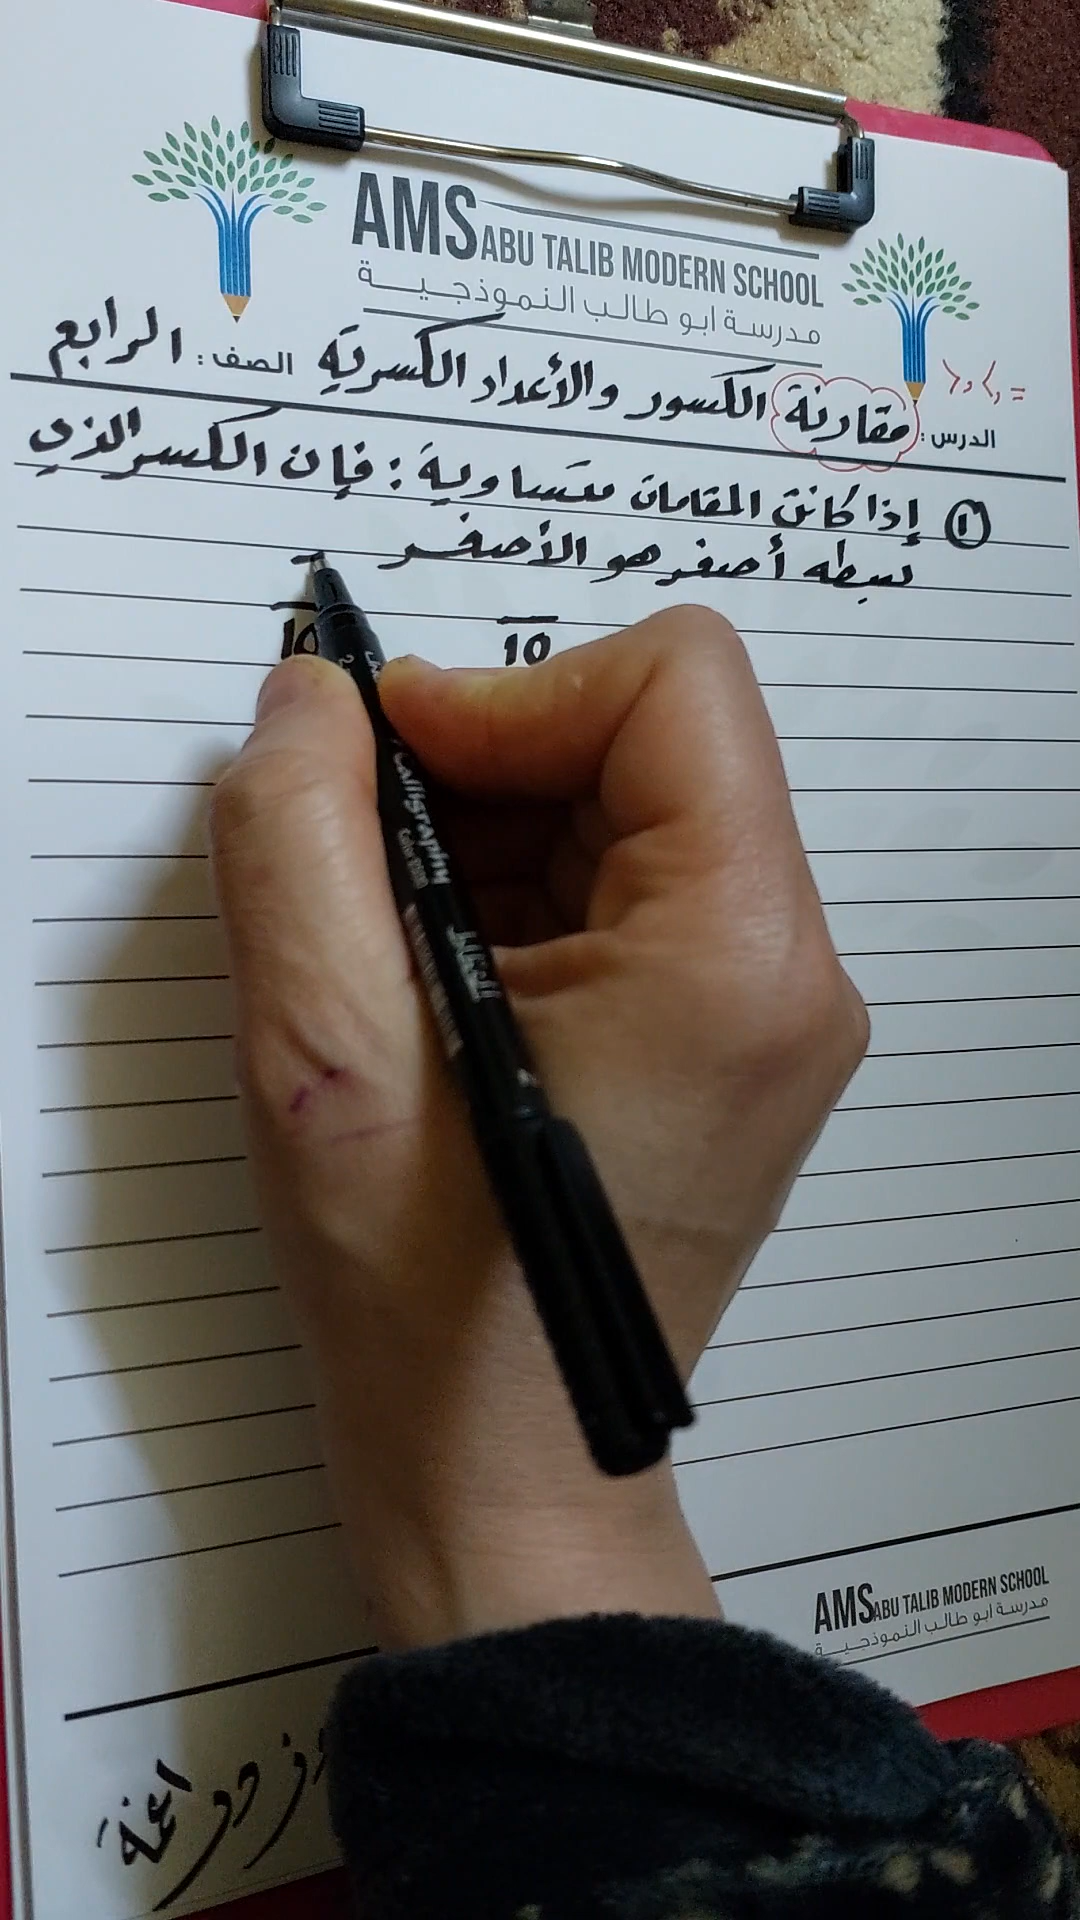 AMS ABU TALIB MODERN SCHOOL
مدرسة ابو طالب النموذجية
الدرس: مقارنة الكسور والأعداد الكسرية الصف: الرابع
>, <, =
① إذا كانت المقامات متساوية: فإن الكسر الذي
بسطه أصغر هو الأصغر
10 10
Calligraphy
AMS ABU TALIB MODERN SCHOOL
مدرسة ابو طالب النموذجية